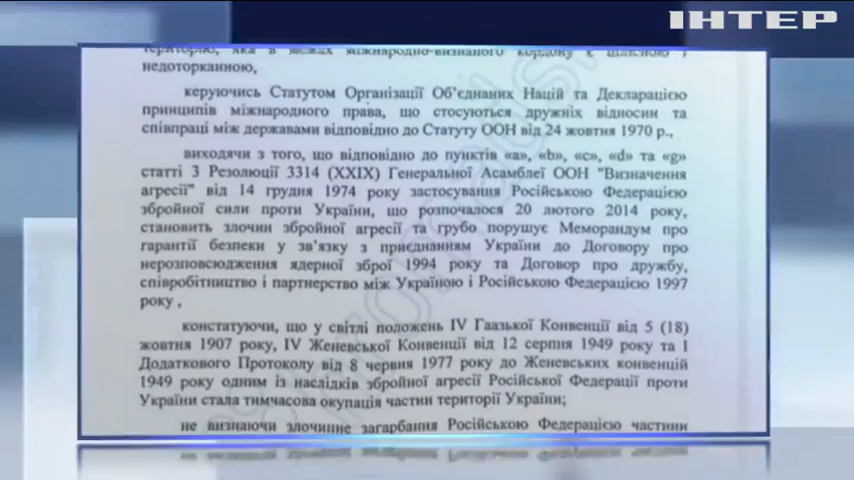 ІНТЕР
територію, яка в межах міжнародно-визнаного кордону є цілісною і
недоторканною,
керуючись Статутом Організації Об'єднаних Націй та Декларацією
принципів міжнародного права, що стосуються дружніх відносин та
співпраці між державами відповідно до Статуту ООН від 24 жовтня 1970 р.,
виходячи з того, що відповідно до пунктів «a», «b», «c», «d» та «g»
статті 3 Резолюції 3314 (XXIX) Генеральної Асамблеї ООН "Визначення
агресії" від 14 грудня 1974 року застосування Російською Федерацією
збройної сили проти України, що розпочалося 20 лютого 2014 року,
становить злочин збройної агресії та грубо порушує Меморандум про
гарантії безпеки у зв'язку з приєднанням України до Договору про
нерозповсюдження ядерної зброї 1994 року та Договор про дружбу,
співробітництво і партнерство між Україною і Російською Федерацією 1997
року ,
констатуючи, що у світлі положень IV Гаазької Конвенції від 5 (18)
жовтня 1907 року, IV Женевської Конвенції від 12 серпня 1949 року та І
Додаткового Протоколу від 8 червня 1977 року до Женевських конвенцій
1949 року одним із наслідків збройної агресії Російської Федерації проти
України стала тимчасова окупація частин території України;
не визнаючи злочинне загарбання Російською Федерацією частини